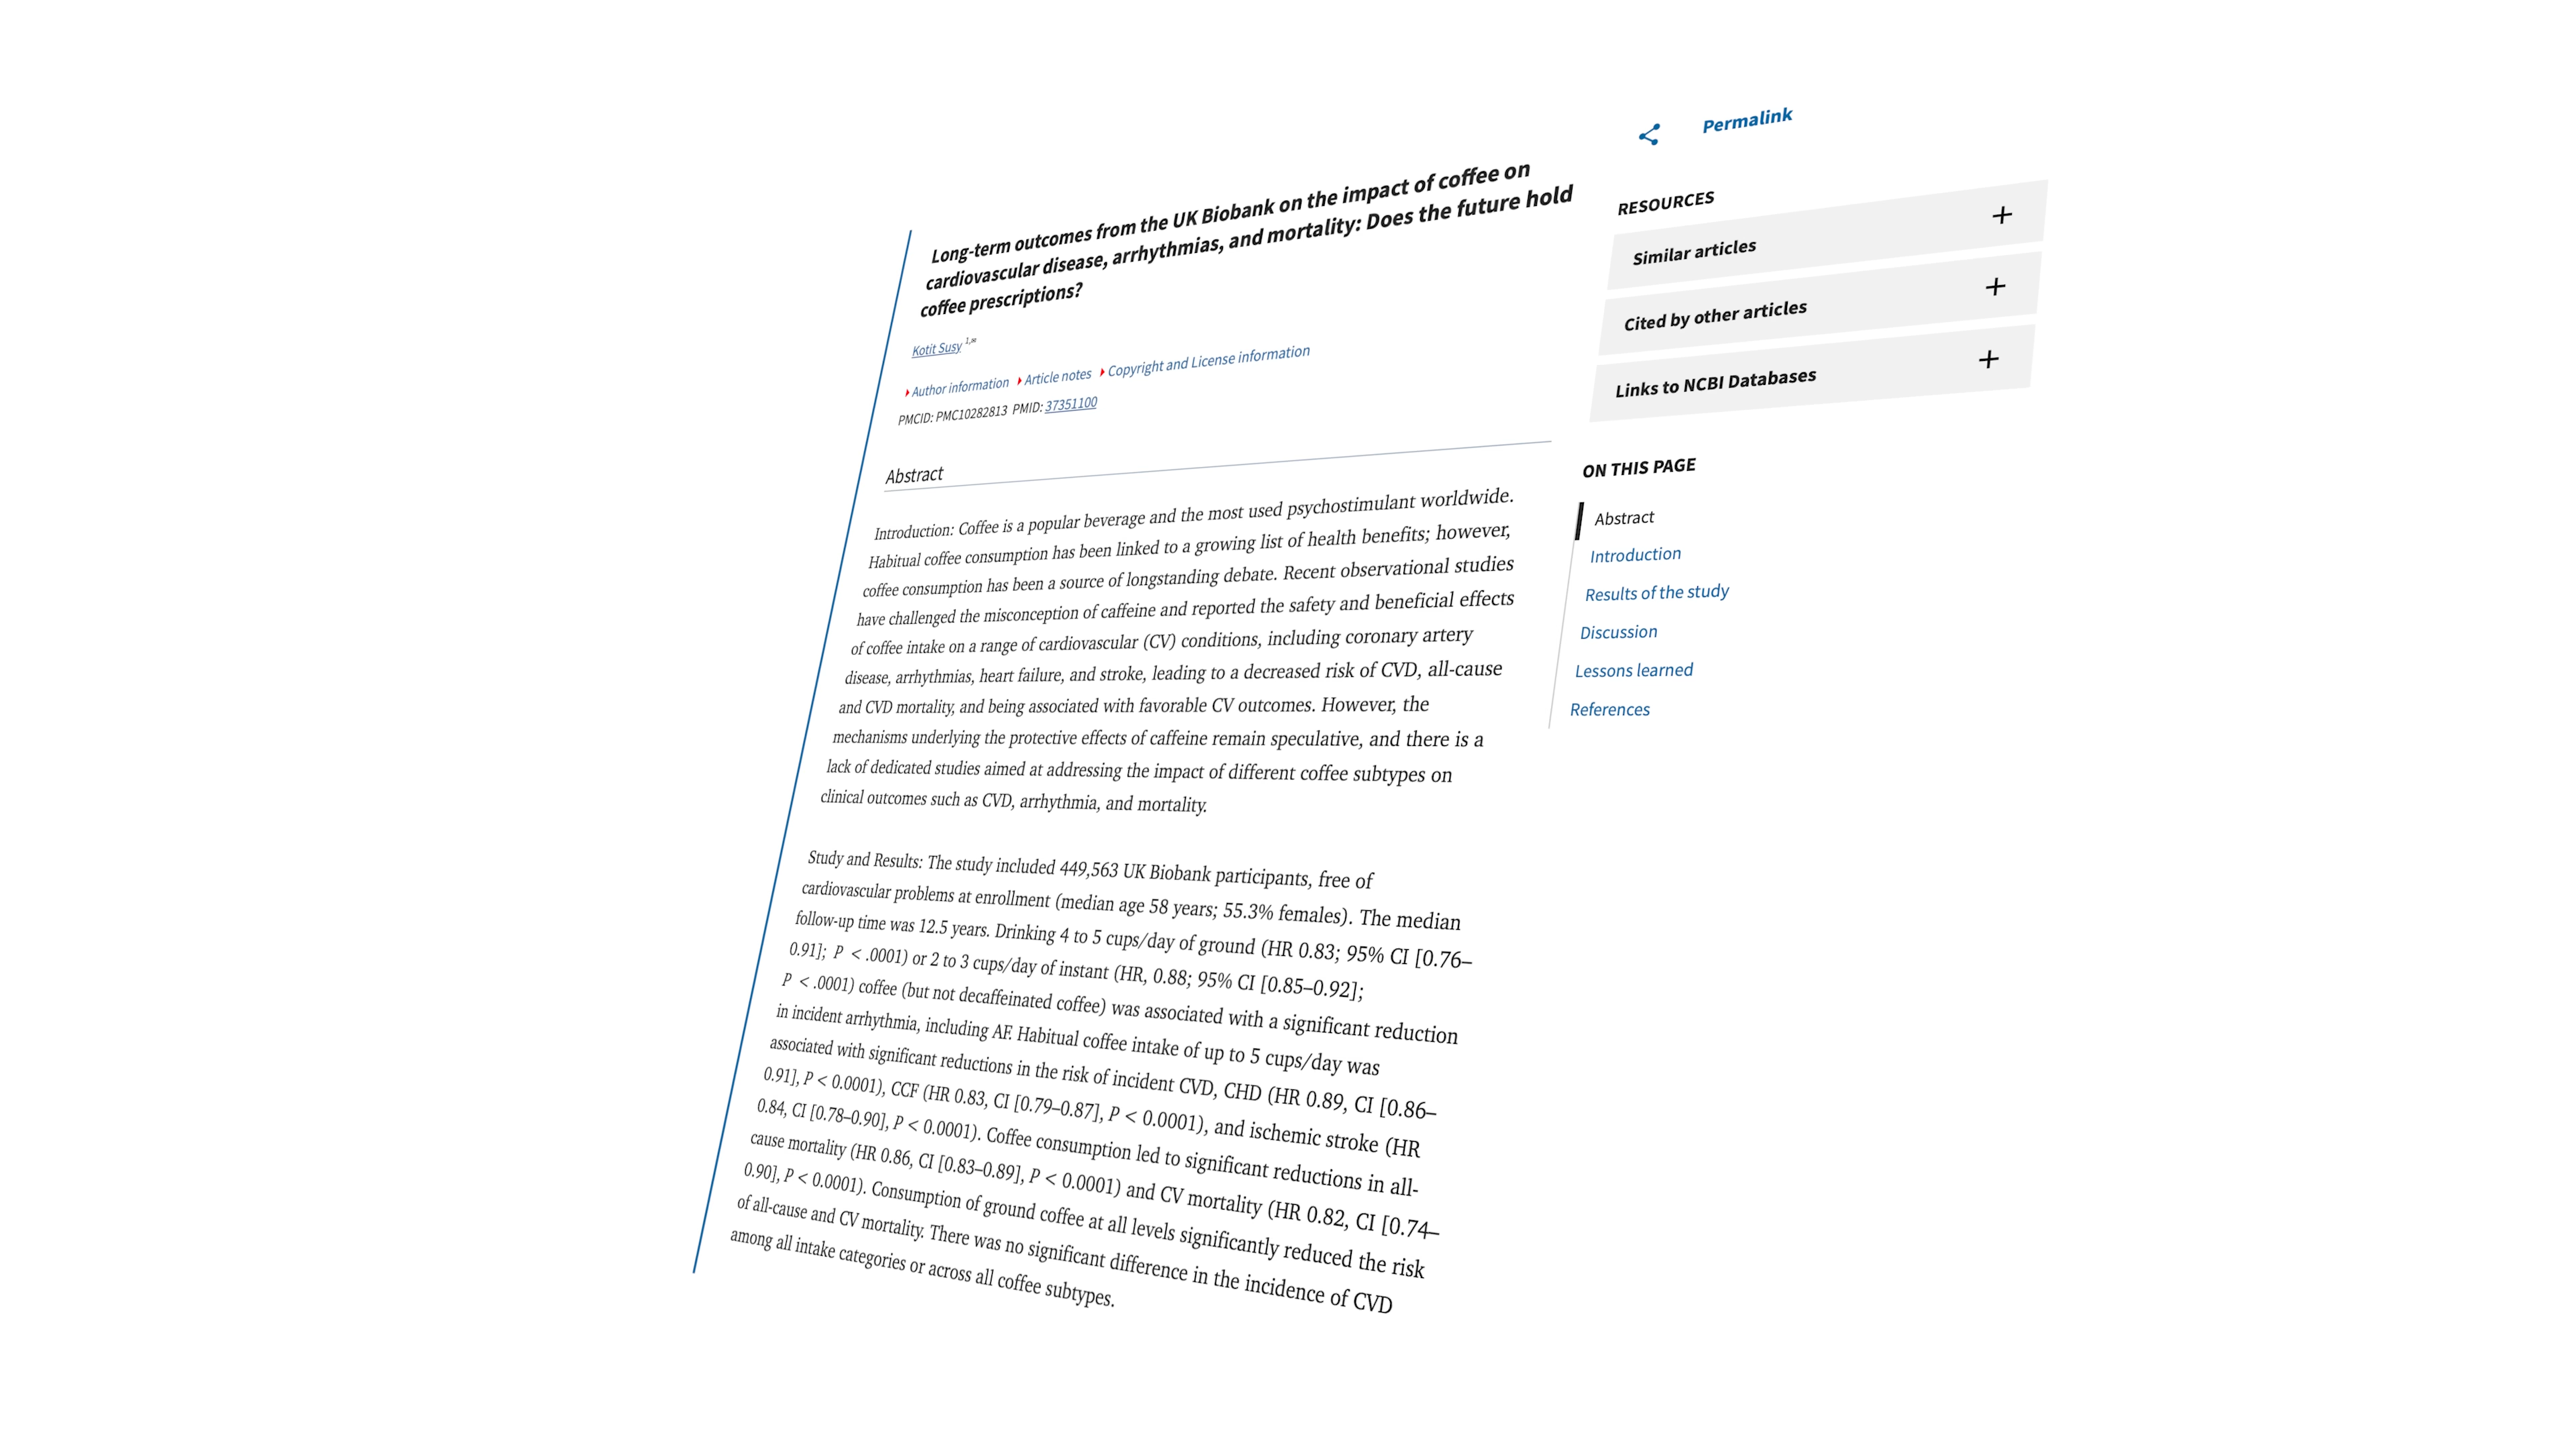 Long-term outcomes from the UK Biobank on the impact of coffee on
cardiovascular disease, arrhythmias, and mortality: Does the future hold
coffee prescriptions?
Kotit Susy 1,✉
Author information Article notes Copyright and License information
PMCID: PMC10282813 PMID: 37351100
Abstract
Introduction: Coffee is a popular beverage and the most used psychostimulant worldwide.
Habitual coffee consumption has been linked to a growing list of health benefits; however,
coffee consumption has been a source of longstanding debate. Recent observational studies
have challenged the misconception of caffeine and reported the safety and beneficial effects
of coffee intake on a range of cardiovascular (CV) conditions, including coronary artery
disease, arrhythmias, heart failure, and stroke, leading to a decreased risk of CVD, all-cause
and CVD mortality, and being associated with favorable CV outcomes. However, the
mechanisms underlying the protective effects of caffeine remain speculative, and there is a
lack of dedicated studies aimed at addressing the impact of different coffee subtypes on
clinical outcomes such as CVD, arrhythmia, and mortality.
Study and Results: The study included 449,563 UK Biobank participants, free of
cardiovascular problems at enrollment (median age 58 years; 55.3% females). The median
follow-up time was 12.5 years. Drinking 4 to 5 cups/day of ground (HR 0.83; 95% CI [0.76–
0.91]; P < .0001) or 2 to 3 cups/day of instant (HR, 0.88; 95% CI [0.85–0.92];
P < .0001) coffee (but not decaffeinated coffee) was associated with a significant reduction
in incident arrhythmia, including AF. Habitual coffee intake of up to 5 cups/day was
associated with significant reductions in the risk of incident CVD, CHD (HR 0.89, CI [0.86–
0.91], P < 0.0001), CCF (HR 0.83, CI [0.79–0.87], P < 0.0001), and ischemic stroke (HR
0.84, CI [0.78–0.90], P < 0.0001). Coffee consumption led to significant reductions in all-
cause mortality (HR 0.86, CI [0.83–0.89], P < 0.0001) and CV mortality (HR 0.82, CI [0.74–
0.90], P < 0.0001). Consumption of ground coffee at all levels significantly reduced the risk
of all-cause and CV mortality. There was no significant difference in the incidence of CVD
among all intake categories or across all coffee subtypes.
Permalink
RESOURCES
Similar articles
Cited by other articles
Links to NCBI Databases
ON THIS PAGE
Abstract
Introduction
Results of the study
Discussion
Lessons learned
References